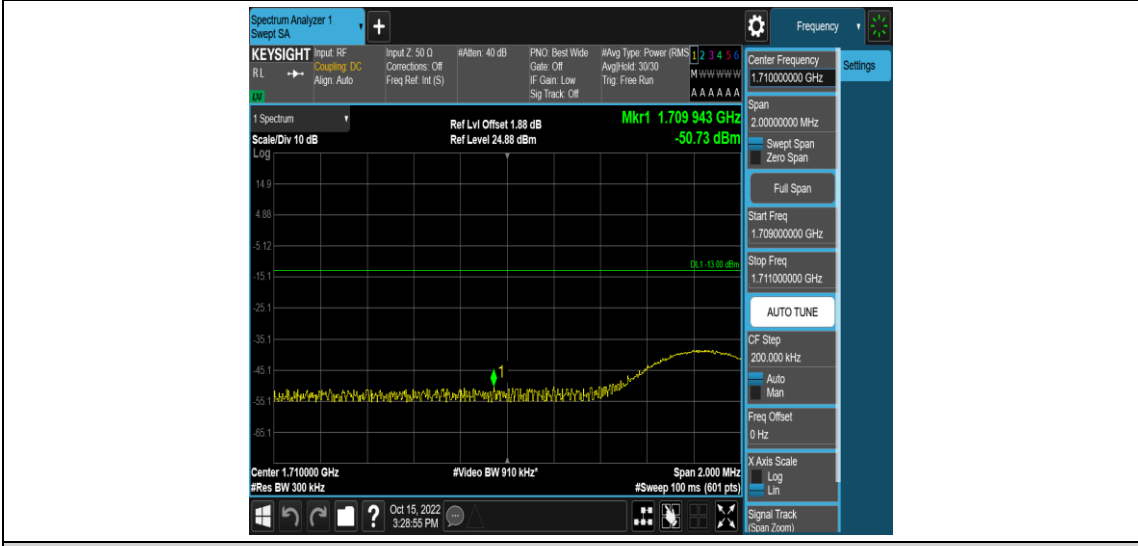 Spectrum Analyzer 1
Swept SA
+
Frequency
KEYSIGHT
RL
LXI
Input: RF
Coupling: DC
Align: Auto
Input Z: 50 Ω
Corrections: Off
Freq Ref: Int (S)
#Atten: 40 dB
PNO: Best Wide
Gate: Off
IF Gain: Low
Sig Track: Off
#Avg Type: Power (RMS
Avg|Hold: 30/30
Trig: Free Run
1 2 3 4 5 6
M W W W W W
A A A A A A
1 Spectrum
Scale/Div 10 dB
Log
Ref Lvl Offset 1.88 dB
Ref Level 24.88 dBm
Mkr1 1.709 943 GHz
-50.73 dBm
14.9
4.88
-5.12
DL1 -13.00 dBm
-15.1
-25.1
-35.1
-45.1
1
-55.1
-65.1
Center 1.710000 GHz
#Res BW 300 kHz
#Video BW 910 kHz*
Span 2.000 MHz
#Sweep 100 ms (601 pts)
Center Frequency
1.710000000 GHz
Settings
Span
2.00000000 MHz
Swept Span
Zero Span
Full Span
Start Freq
1.709000000 GHz
Stop Freq
1.711000000 GHz
AUTO TUNE
CF Step
200.000 kHz
Auto
Man
Freq Offset
0 Hz
X Axis Scale
Log
Lin
Signal Track
(Span Zoom)
?
Oct 15, 2022
3:28:55 PM